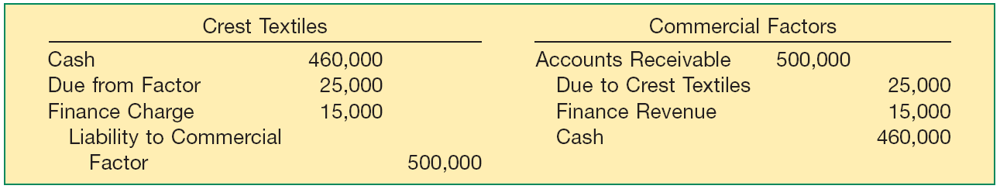 Crest Textiles
Cash 460,000
Due from Factor 25,000
Finance Charge 15,000
Liability to Commercial
Factor 500,000
Commercial Factors
Accounts Receivable 500,000
Due to Crest Textiles 25,000
Finance Revenue 15,000
Cash 460,000